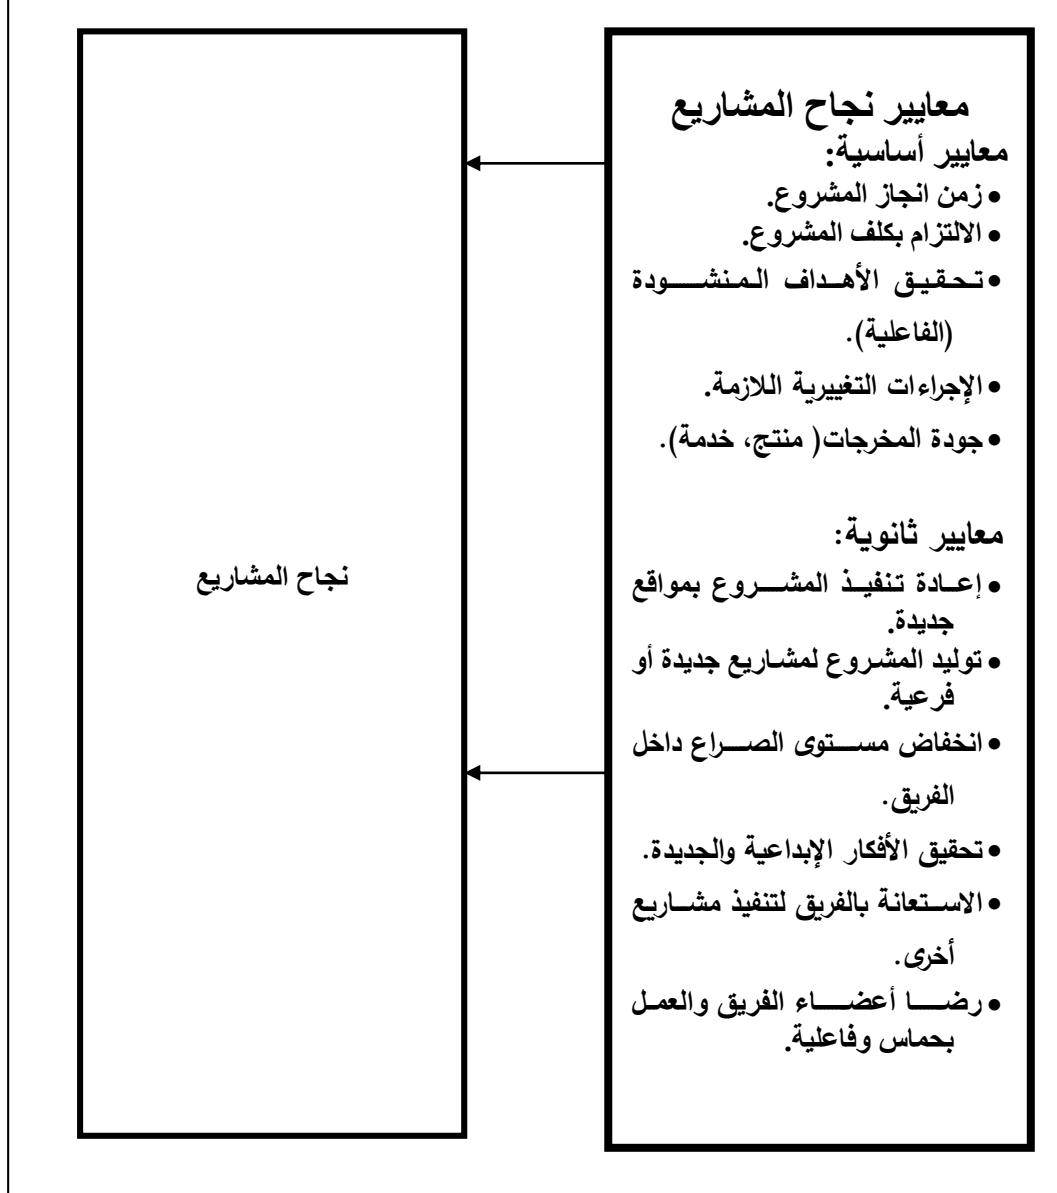 معايير نجاح المشاريع
معايير أساسية:
• زمن انجاز المشروع.
• الالتزام بكلف المشروع.
• تحقيق الأهداف المنشودة
(الفاعلية).
• الإجراءات التغييرية اللازمة.
• جودة المخرجات( منتج، خدمة).
معايير ثانوية:
• إعادة تنفيذ المشروع بمواقع
جديدة.
• توليد المشروع لمشاريع جديدة أو
فرعية.
• انخفاض مستوى الصراع داخل
الفريق.
• تحقيق الأفكار الإبداعية والجديدة.
• الاستعانة بالفريق لتنفيذ مشاريع
أخرى.
• رضا أعضاء الفريق والعمل
بحماس وفاعلية.
نجاح المشاريع